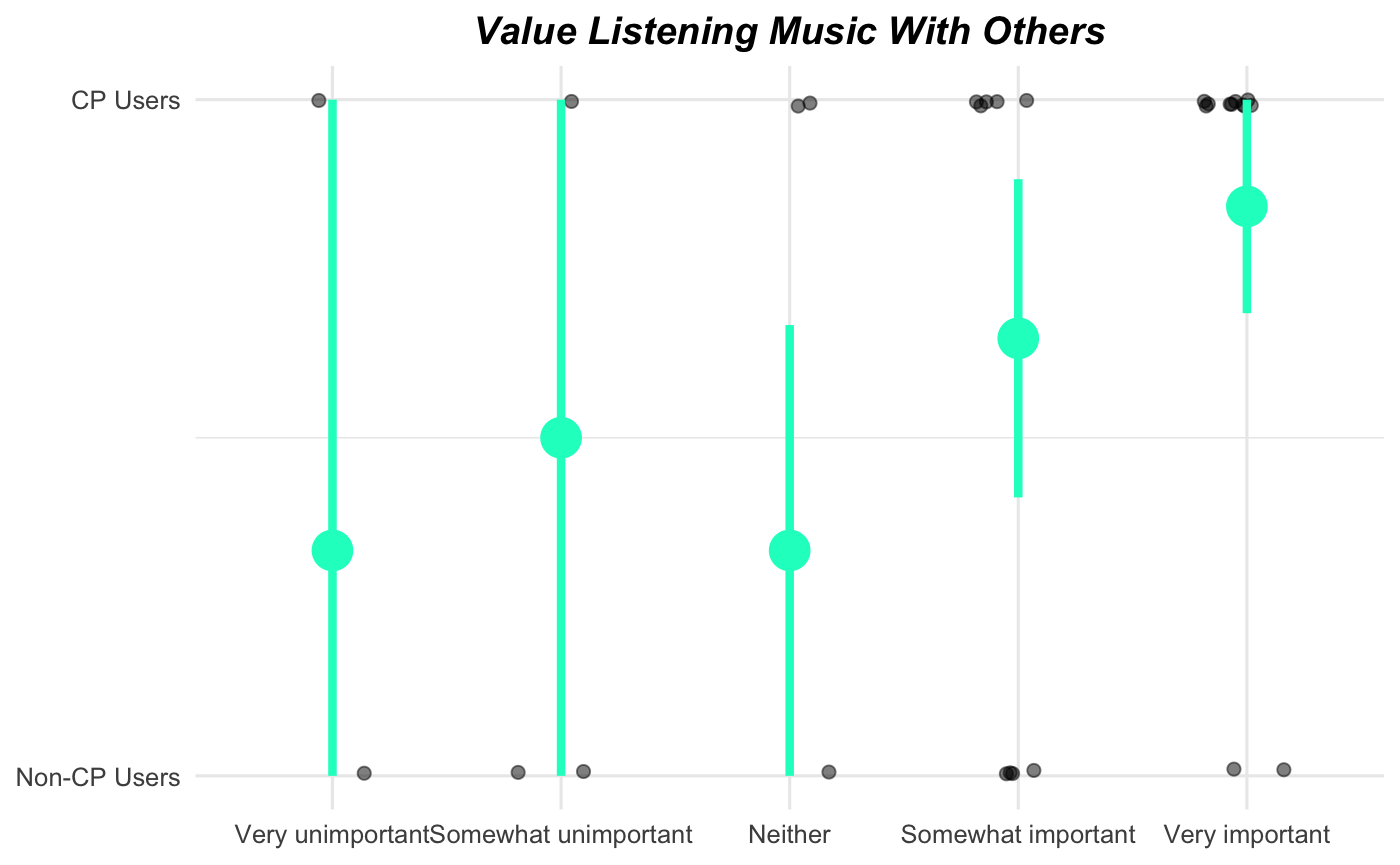 Value Listening Music With Others
CP Users
Non-CP Users
Very unimportant
Somewhat unimportant
Neither
Somewhat important
Very important